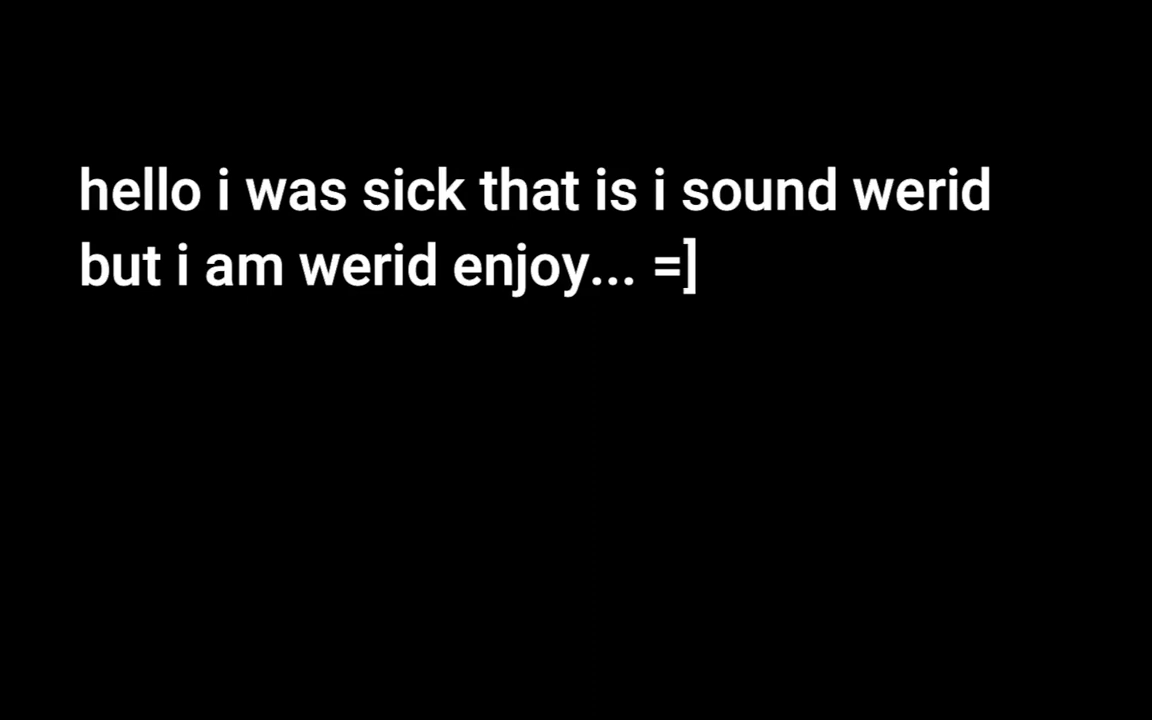 hello i was sick that is i sound werid
but i am werid enjoy... =]